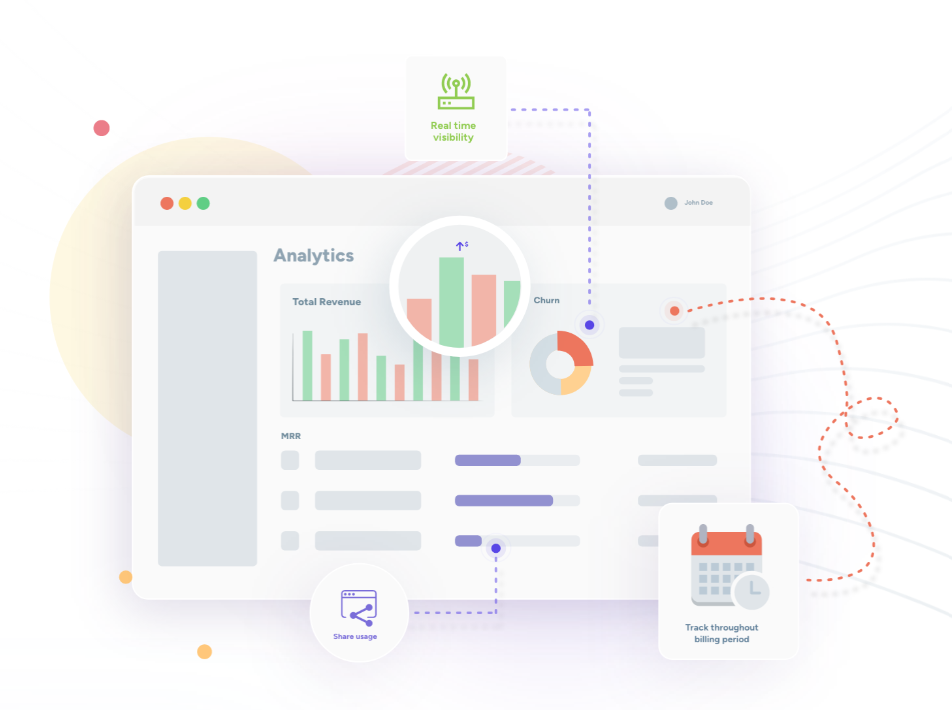 Real time
visibility
John Doe
Analytics
$
Total Revenue
Churn
MRR
Share usage
Track throughout
billing period